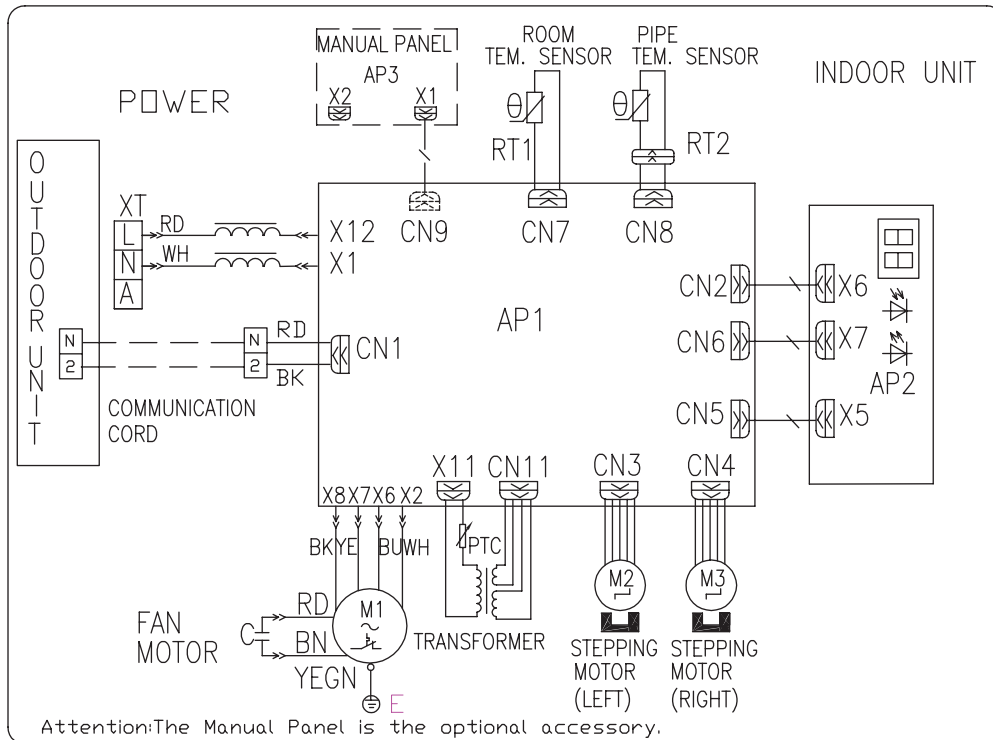 MANUAL PANEL
AP3
X2
X1
ROOM
TEM. SENSOR
PIPE
TEM. SENSOR
INDOOR UNIT
POWER
θ
θ
RT1
RT2
OUTDOOR UNIT
XT
L
N
A
RD
WH
X12
X1
CN9
CN7
CN8
AP1
CN2
CN6
CN5
X6
X7
X5
AP2
N
2
N
2
RD
BK
CN1
COMMUNICATION
CORD
X8 X7 X6 X2
X11
CN11
CN3
CN4
BK YE BU WH
PTC
M1
M2
M3
FAN
MOTOR
C
RD
BN
YEGN
E
TRANSFORMER
STEPPING
MOTOR
(LEFT)
STEPPING
MOTOR
(RIGHT)
Attention:The Manual Panel is the optional accessory.